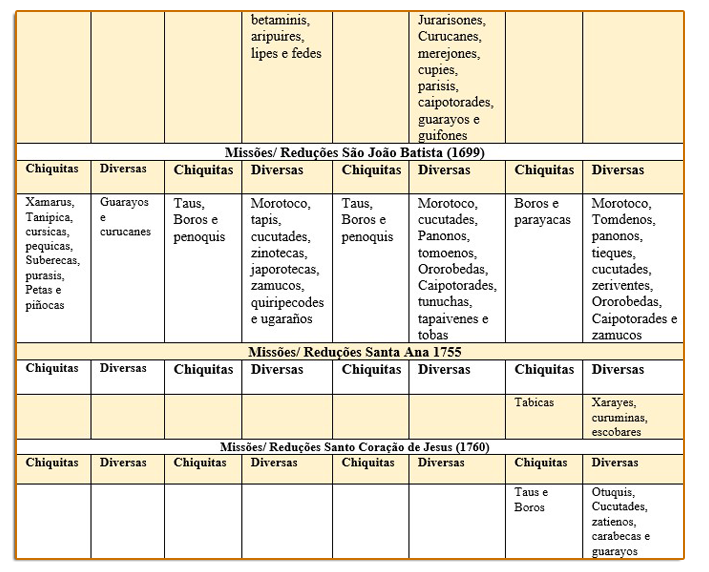 betaminis,
aripuires,
lipes e fedes
Jurarisones,
Curucanes,
merejones,
cupies,
parisis,
caipotorades,
guarayos e
guifones
Missões/ Reduções São João Batista (1699)
Chiquitas Diversas Chiquitas Diversas Chiquitas Diversas Chiquitas Diversas
Xamarus,
Tanipica,
cursicas,
pequicas,
Suberecas,
purasis,
Petas e
piñocas
Guarayos
e
curucanes
Taus,
Boros e
penoquis
Morotoco,
tapis,
cucutades,
zinotecas,
japorotecas,
zamucos,
quiripecodes
e ugaraños
Taus,
Boros e
penoquis
Morotoco,
cucutades,
Panonos,
tomoenos,
Ororobedas,
Caipotorades,
tunuchas,
tapaivenes e
tobas
Boros e
parayacas
Morotoco,
Tomdenos,
panonos,
tieques,
cucutades,
zeriventes,
Ororobedas,
Caipotorades e
zamucos
Missões/ Reduções Santa Ana 1755
Chiquitas Diversas Chiquitas Diversas Chiquitas Diversas Chiquitas Diversas
Tabicas
Xarayes,
curuminas,
escobares
Missões/ Reduções Santo Coração de Jesus (1760)
Chiquitas Diversas Chiquitas Diversas Chiquitas Diversas Chiquitas Diversas
Taus e
Boros
Otuquis,
Cucutades,
zatienos,
carabecas e
guarayos